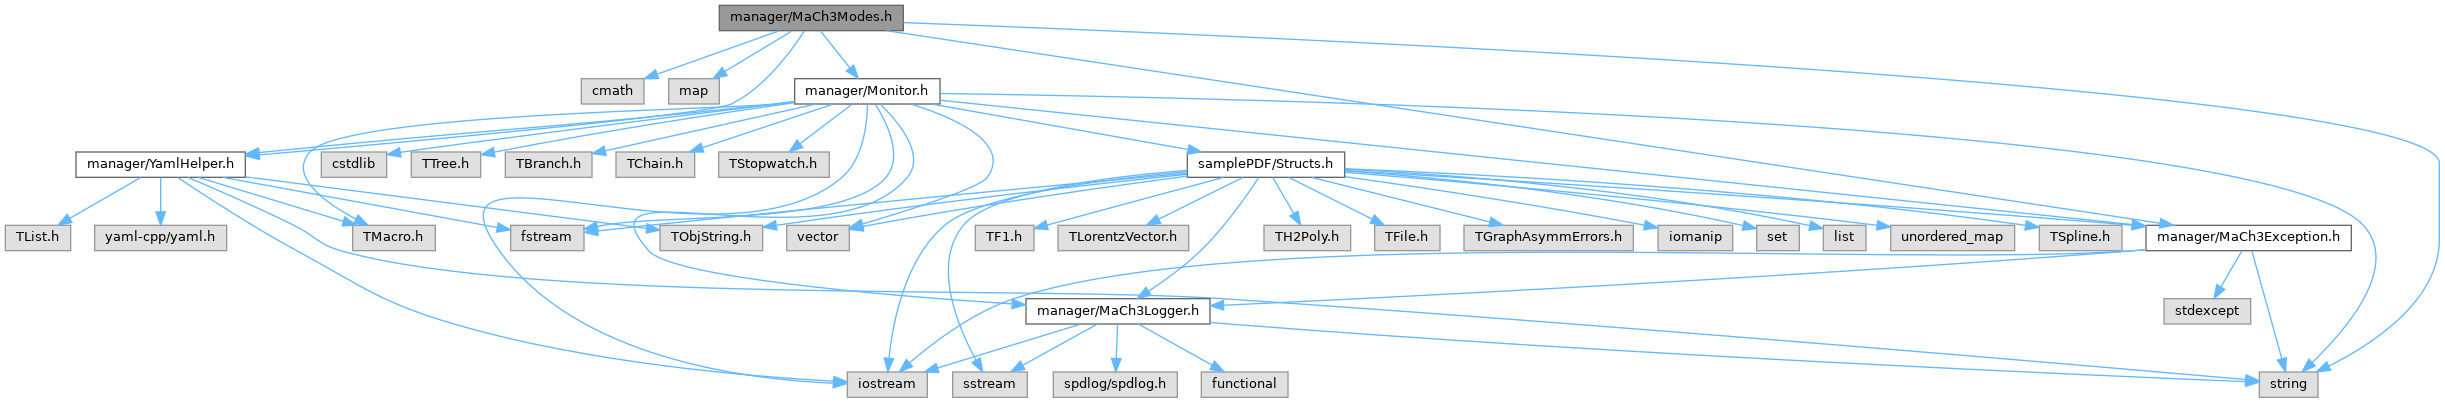 manager/MaCh3Modes.h
cmath
map
manager/Monitor.h
manager/YamlHelper.h
cstdlib
TTree.h
TBranch.h
TChain.h
TStopwatch.h
samplePDF/Structs.h
TList.h
yaml-cpp/yaml.h
TMacro.h
fstream
TObjString.h
vector
TF1.h
TLorentzVector.h
TH2Poly.h
TFile.h
TGraphAsymmErrors.h
iomanip
set
list
unordered_map
TSpline.h
manager/MaCh3Exception.h
manager/MaCh3Logger.h
stdexcept
iostream
sstream
spdlog/spdlog.h
functional
string